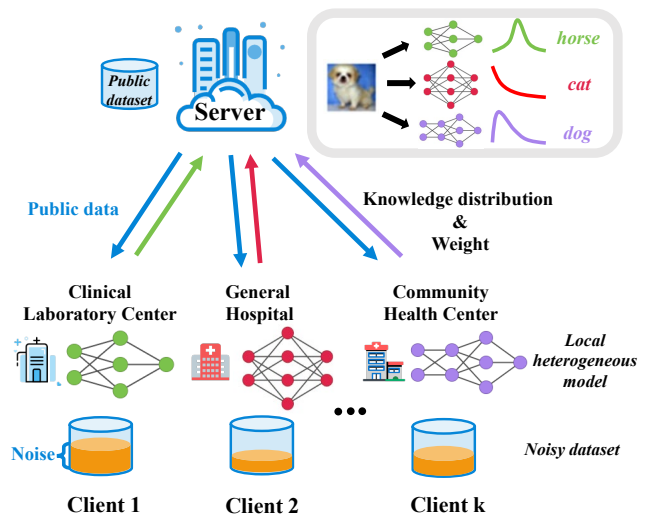 Public
dataset
Server
horse
cat
dog
Public data
Knowledge distribution
&
Weight
Clinical
Laboratory Center
General
Hospital
Community
Health Center
Local
heterogeneous
model
Noise
Noisy dataset
Client 1
Client 2
Client k